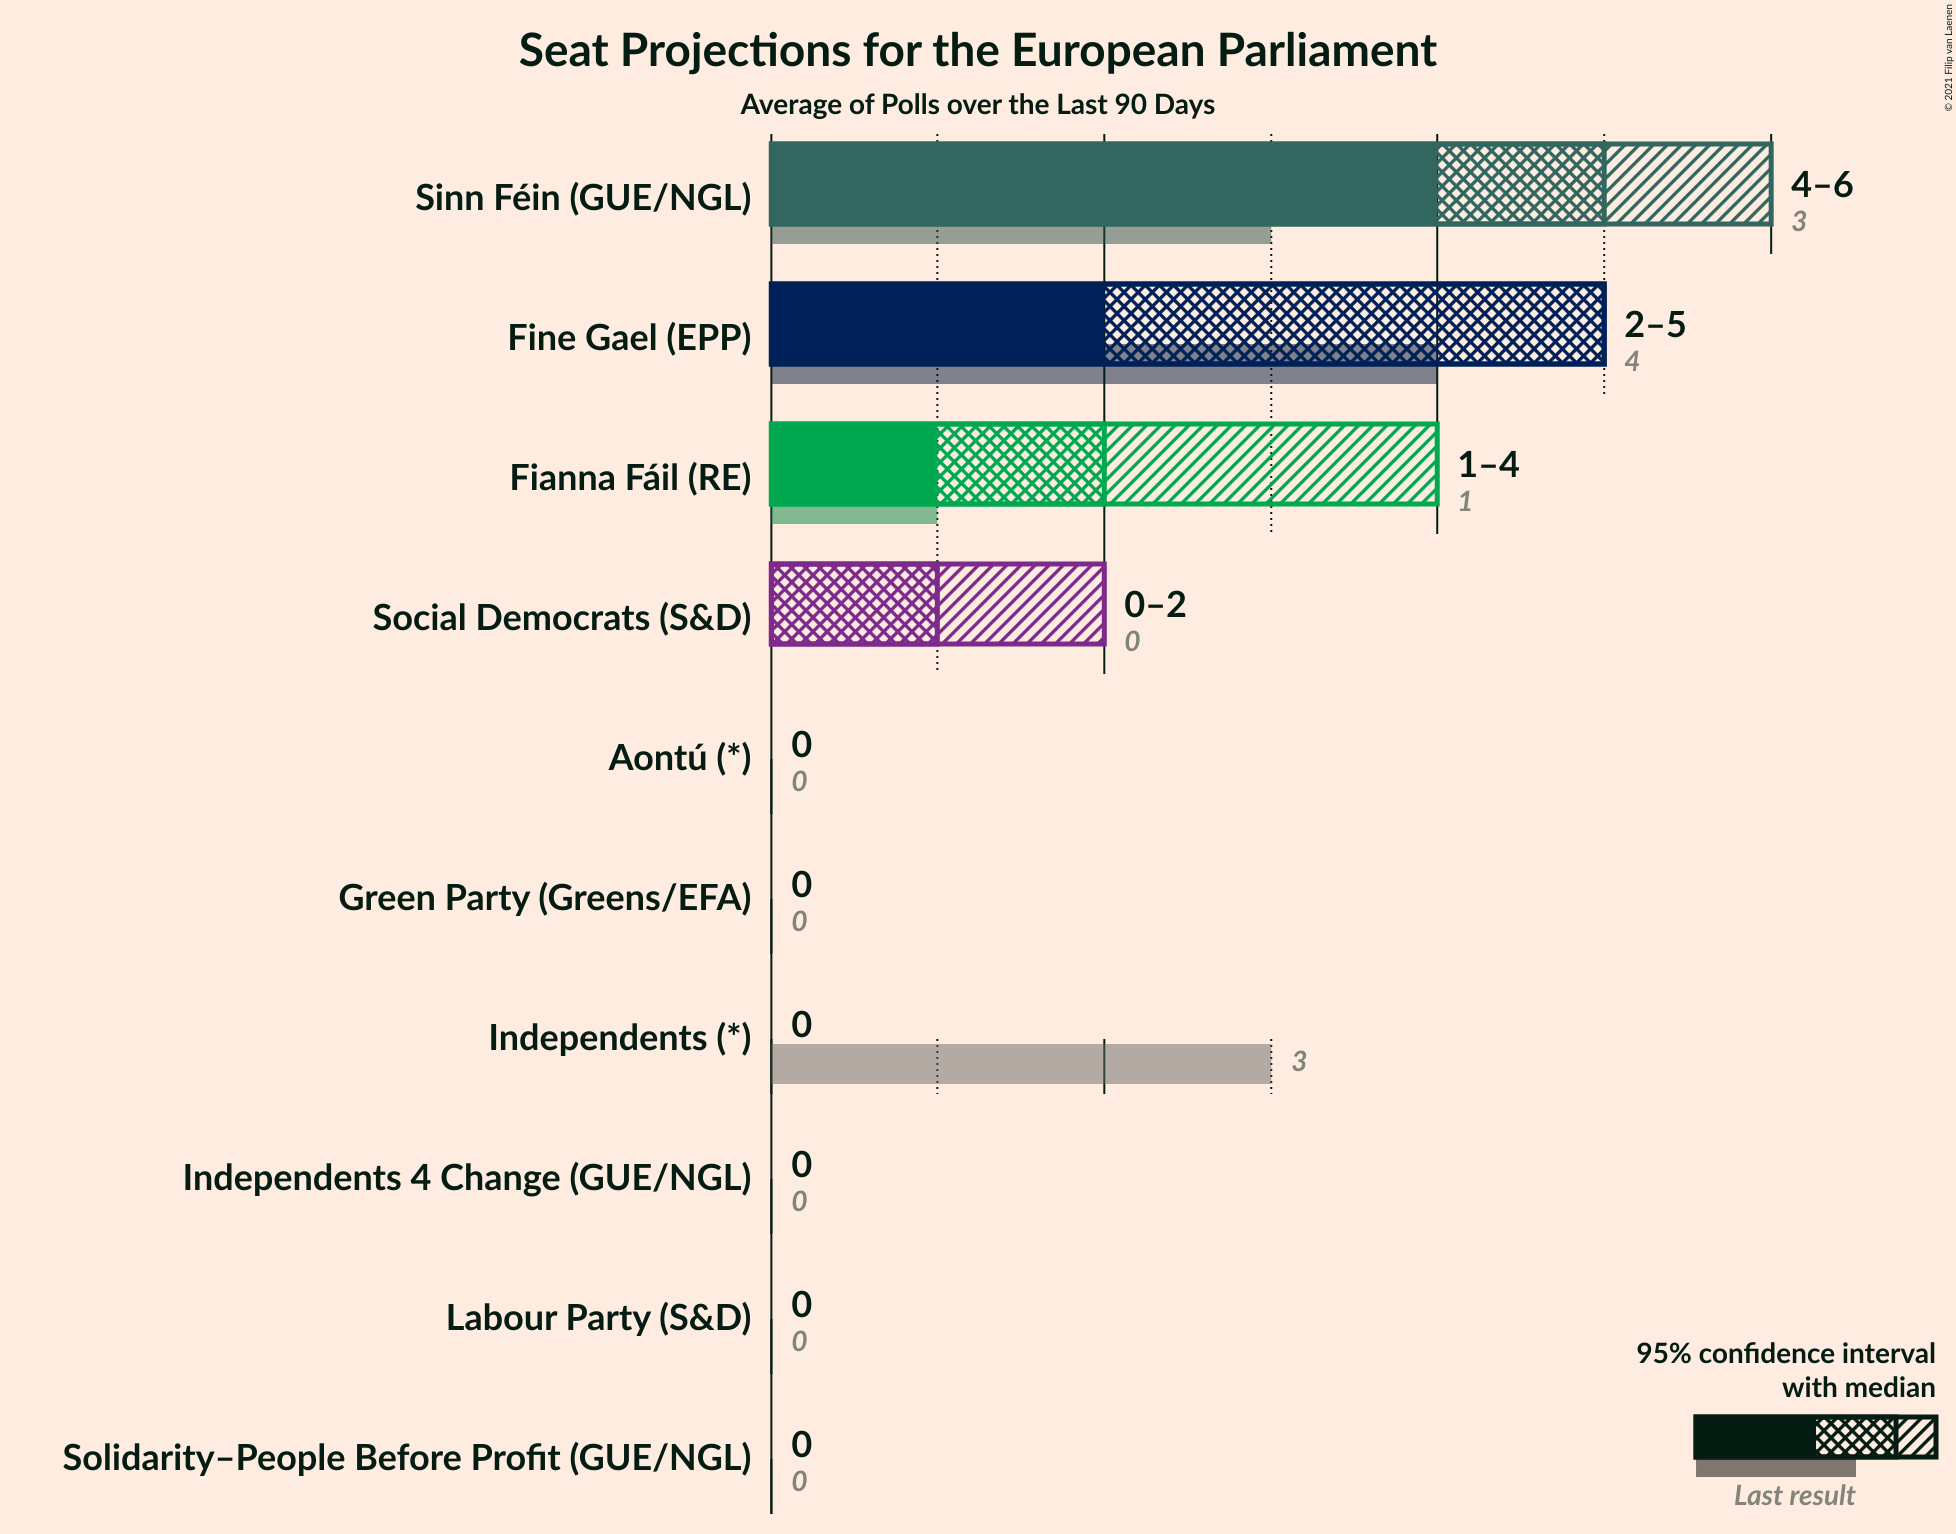 Seat Projections for the European Parliament
Average of Polls over the Last 90 Days
© 2021 Filip van Laenen
Sinn Féin (GUE/NGL)
4–6
3
Fine Gael (EPP)
2–5
4
Fianna Fáil (RE)
1–4
1
Social Democrats (S&D)
0–2
0
Aontú (*)
0
0
Green Party (Greens/EFA)
0
0
Independents (*)
0
3
Independents 4 Change (GUE/NGL)
0
0
Labour Party (S&D)
0
0
Solidarity–People Before Profit (GUE/NGL)
0
0
95% confidence interval
with median
Last result